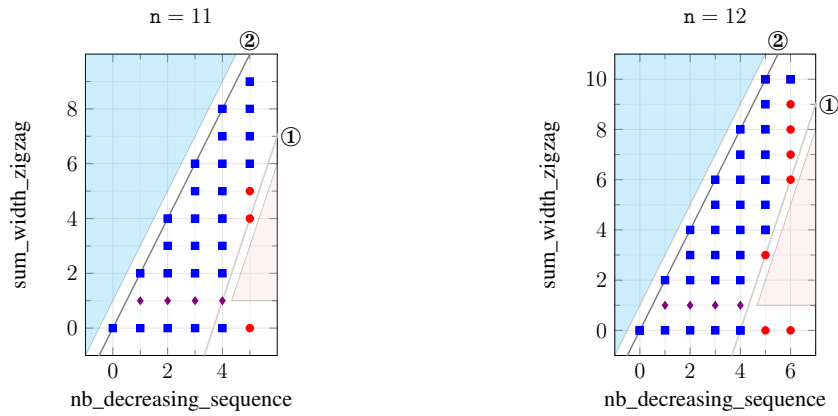 n = 11
②
①
8
6
4
2
0
sum_width_zigzag
0 2 4
nb_decreasing_sequence
n = 12
②
①
10
8
6
4
2
0
sum_width_zigzag
0 2 4 6
nb_decreasing_sequence